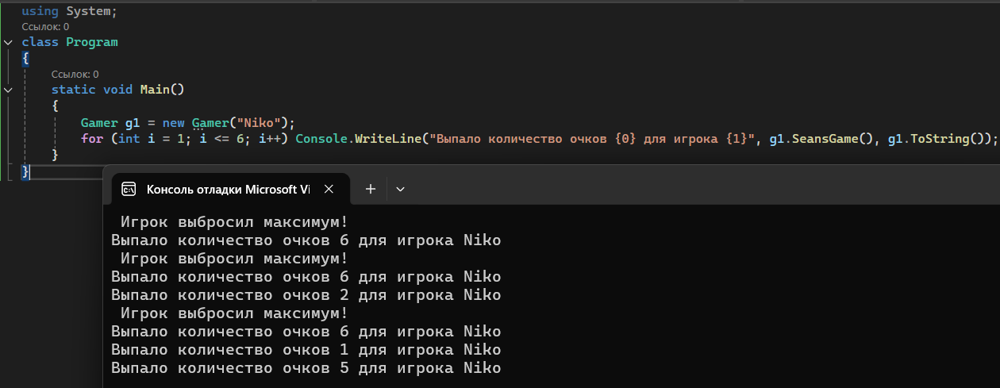 using System;
Ссылок: 0
class Program
{
Ссылок: 0
static void Main()
{
Gamer g1 = new Gamer("Niko");
for (int i = 1; i <= 6; i++) Console.WriteLine("Выпало количество очков {0} для игрока {1}", g1.SeansGame(), g1.ToString());
}
}
Консоль отладки Microsoft Vi
Игрок выбросил максимум!
Выпало количество очков 6 для игрока Niko
Игрок выбросил максимум!
Выпало количество очков 6 для игрока Niko
Выпало количество очков 2 для игрока Niko
Игрок выбросил максимум!
Выпало количество очков 6 для игрока Niko
Выпало количество очков 1 для игрока Niko
Выпало количество очков 5 для игрока Niko